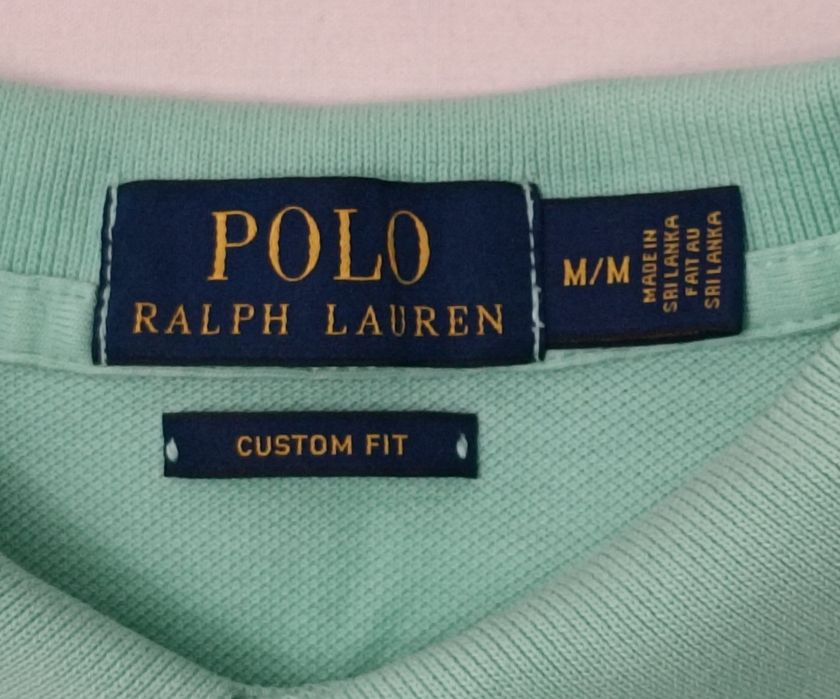 POLO
RALPH LAUREN
M/M
MADE IN
SRI LANKA
FAIT AU
SRI LANKA
CUSTOM FIT